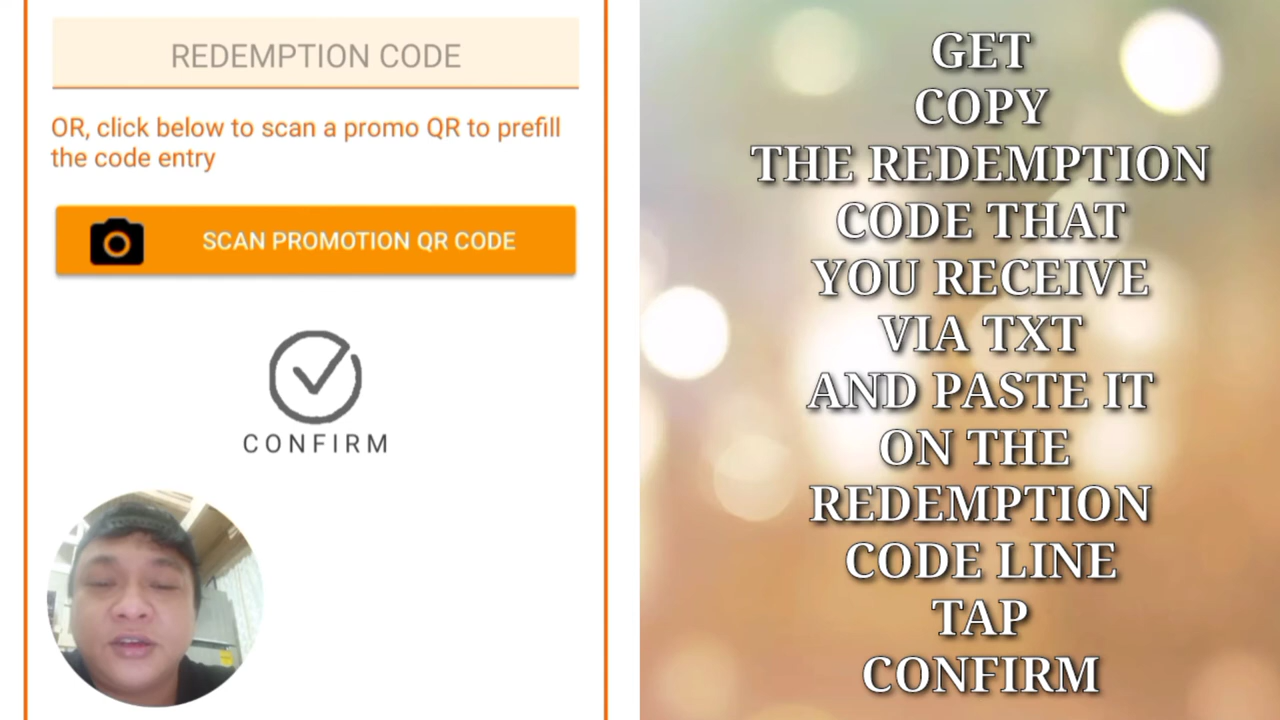 REDEMPTION CODE
OR, click below to scan a promo QR to prefill
the code entry
SCAN PROMOTION QR CODE
CONFIRM
GET
COPY
THE REDEMPTION
CODE THAT
YOU RECEIVE
VIA TXT
AND PASTE IT
ON THE
REDEMPTION
CODE LINE
TAP
CONFIRM